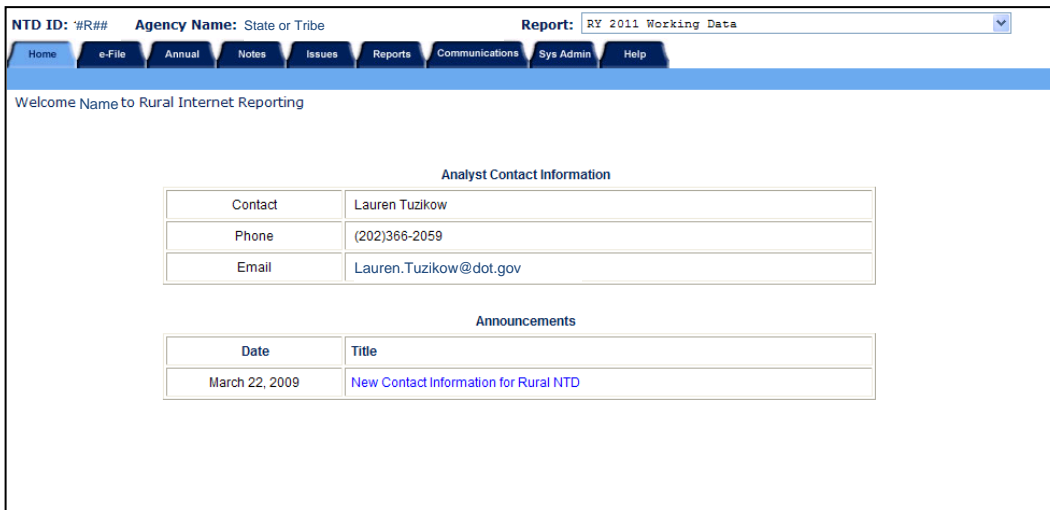 NTD ID: '#R## Agency Name: State or Tribe Report: RY 2011 Working Data
Home e-File Annual Notes Issues Reports Communications Sys Admin Help
Welcome Name to Rural Internet Reporting
Analyst Contact Information
Contact Lauren Tuzikow
Phone (202)366-2059
Email Lauren.Tuzikow@dot.gov
Announcements
Date Title
March 22, 2009 New Contact Information for Rural NTD